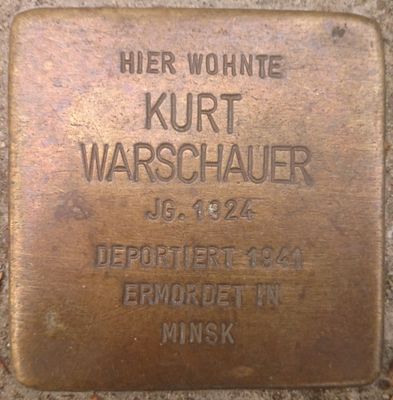 HIER WOHNTE
KURT
WARSCHAUER
JG. 1924
DEPORTIERT 1941
ERMORDET IN
MINSK